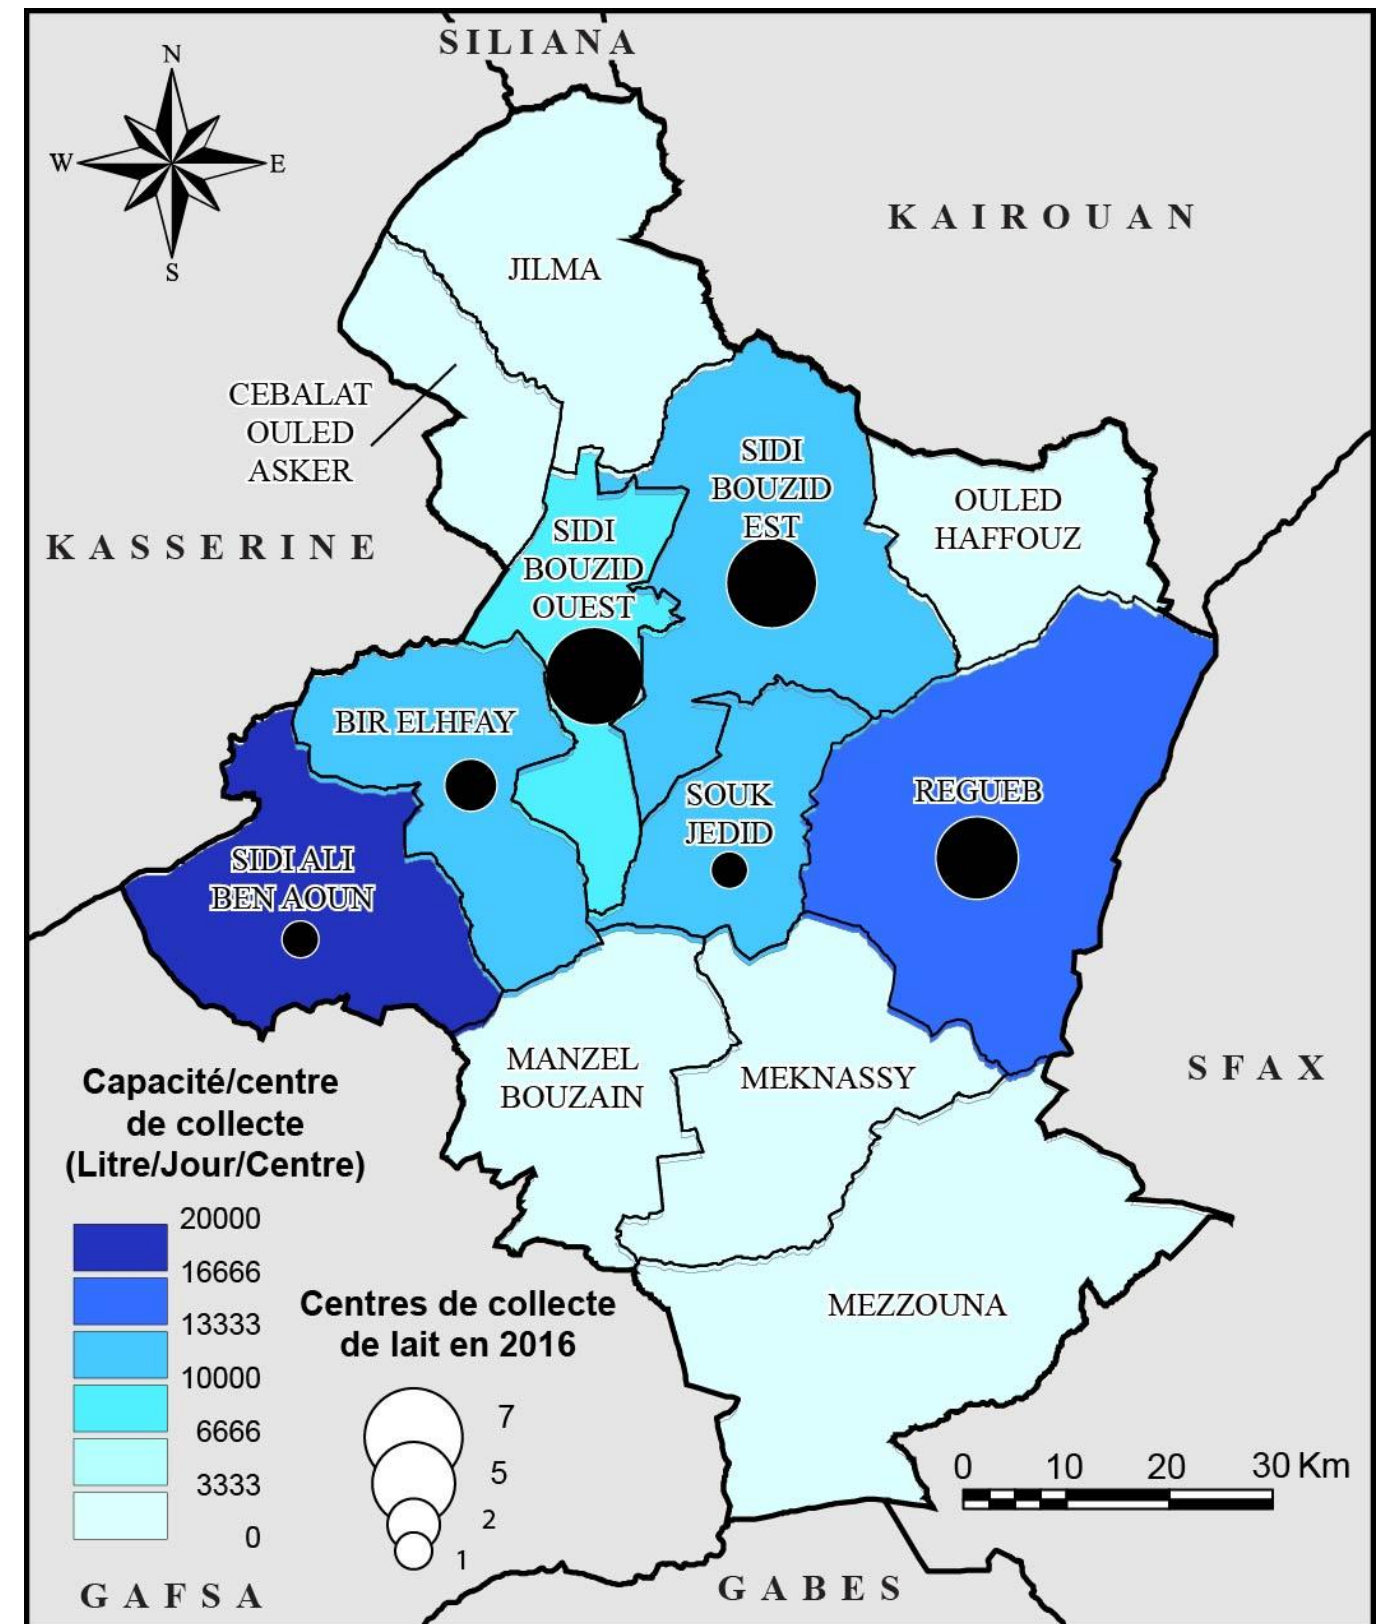 SILIANA
N
W
E
S
KAIROUAN
JILMA
CEBALAT
OULED
ASKER
SIDI
BOUZID
EST
OULED
HAFFOUZ
KASSERINE
SIDI
BOUZID
OUEST
BIR ELHFAY
SOUK
JEDID
REGUEB
SIDI ALI
BEN AOUN
MANZEL
BOUZAIN
MEKNASSY
SFAX
MEZZOUNA
Capacité/centre
de collecte
(Litre/Jour/Centre)
20000
16666
13333
10000
6666
3333
0
Centres de collecte
de lait en 2016
7
5
2
1
0 10 20 30 Km
GAFSA
GABES